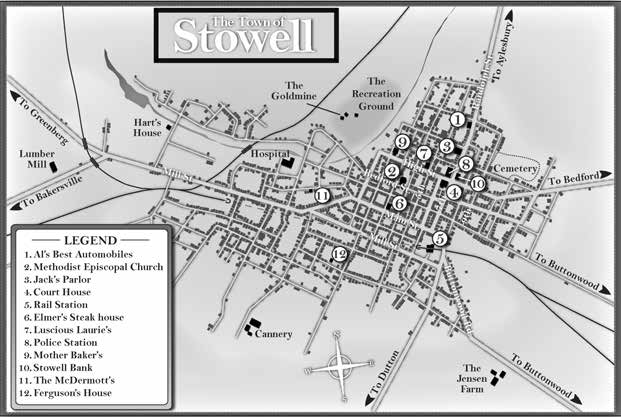 The Town of
Stowell
To Aylesbury
To Greenberg
Hart's
House
The
Goldmine
The
Recreation
Ground
Lumber
Mill
Mill St
Hospital
1
9
3
7
8
2
10
4
6
11
5
12
Cemetery
To Bedford
To Bakersville
To Buttonwood
Cannery
To Dutton
The
Jensen
Farm
To Buttonwood
N
W
E
S
LEGEND
1. Al's Best Automobiles
2. Methodist Episcopal Church
3. Jack's Parlor
4. Court House
5. Rail Station
6. Elmer's Steak house
7. Luscious Laurie's
8. Police Station
9. Mother Baker's
10. Stowell Bank
11. The McDermott's
12. Ferguson's House